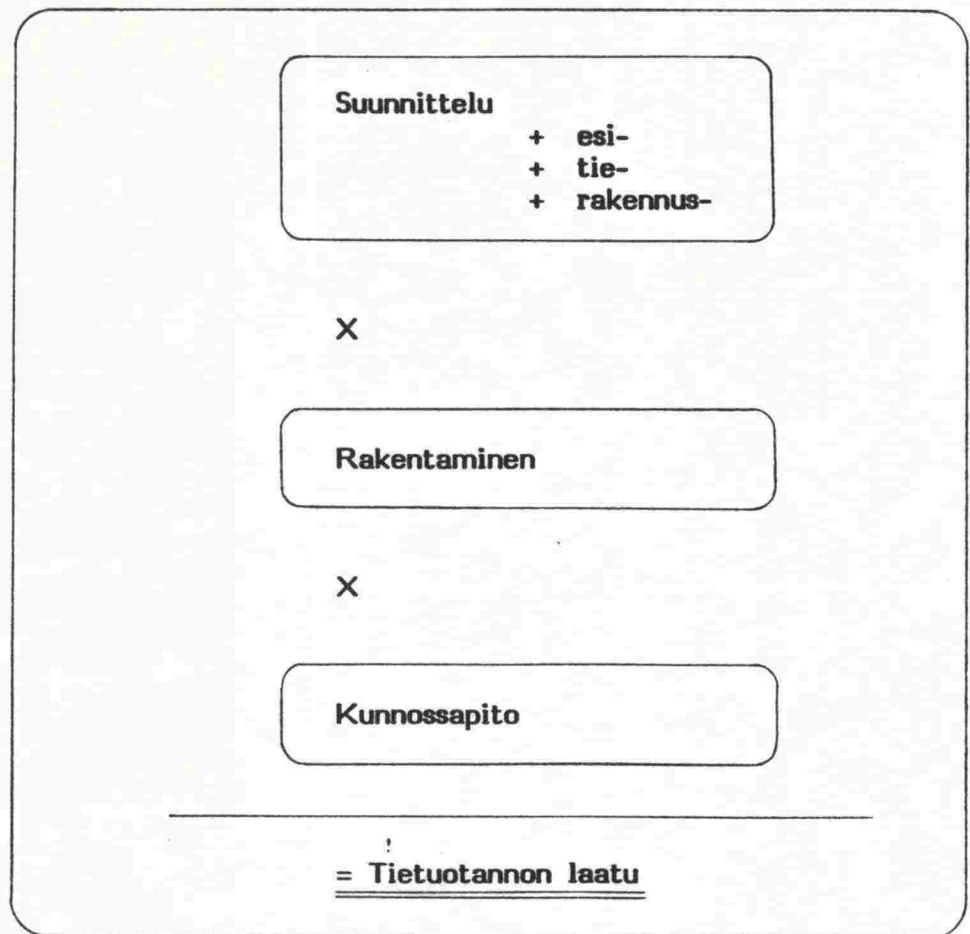 Suunnittelu
+ esi-
+ tie-
+ rakennus-
X
Rakentaminen
X
Kunnossapito
!
= Tietuotannon laatu